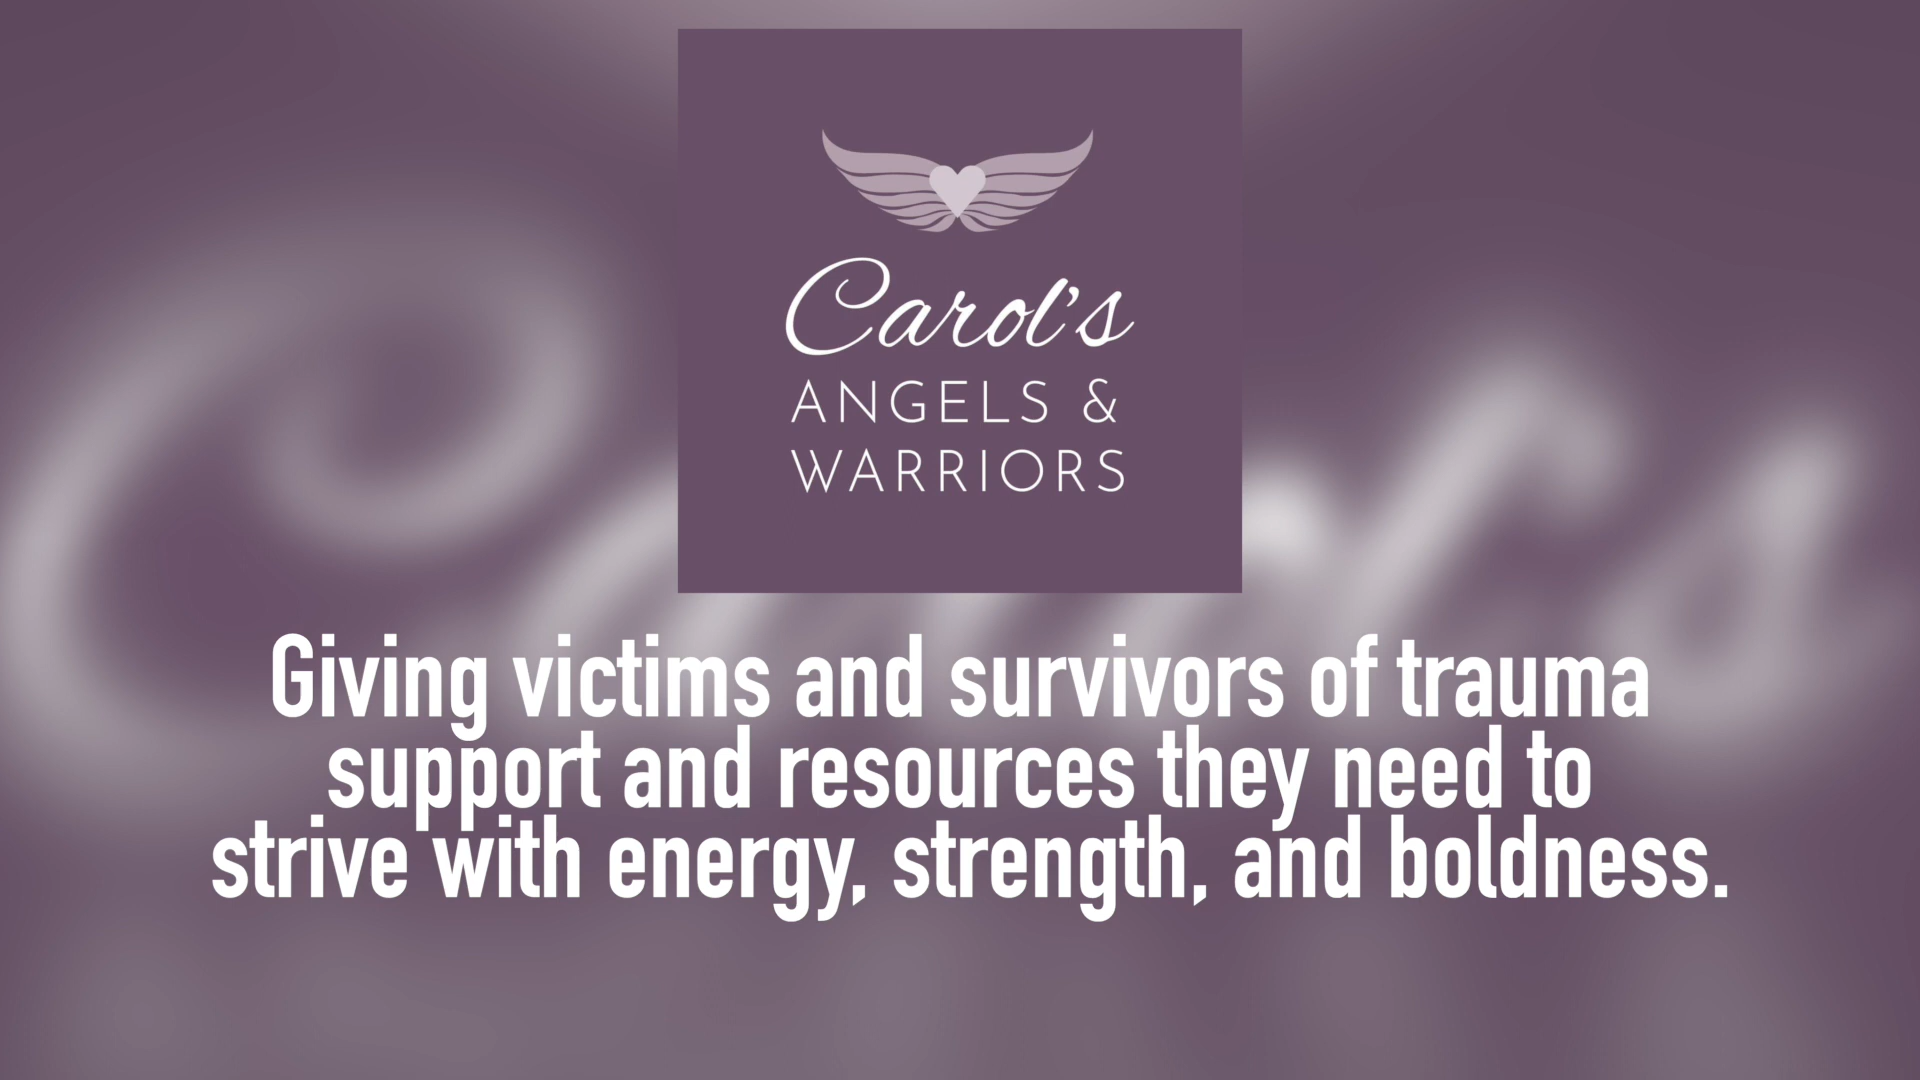 Carol's
ANGELS &
WARRIORS
Giving victims and survivors of trauma
support and resources they need to
strive with energy, strength, and boldness.